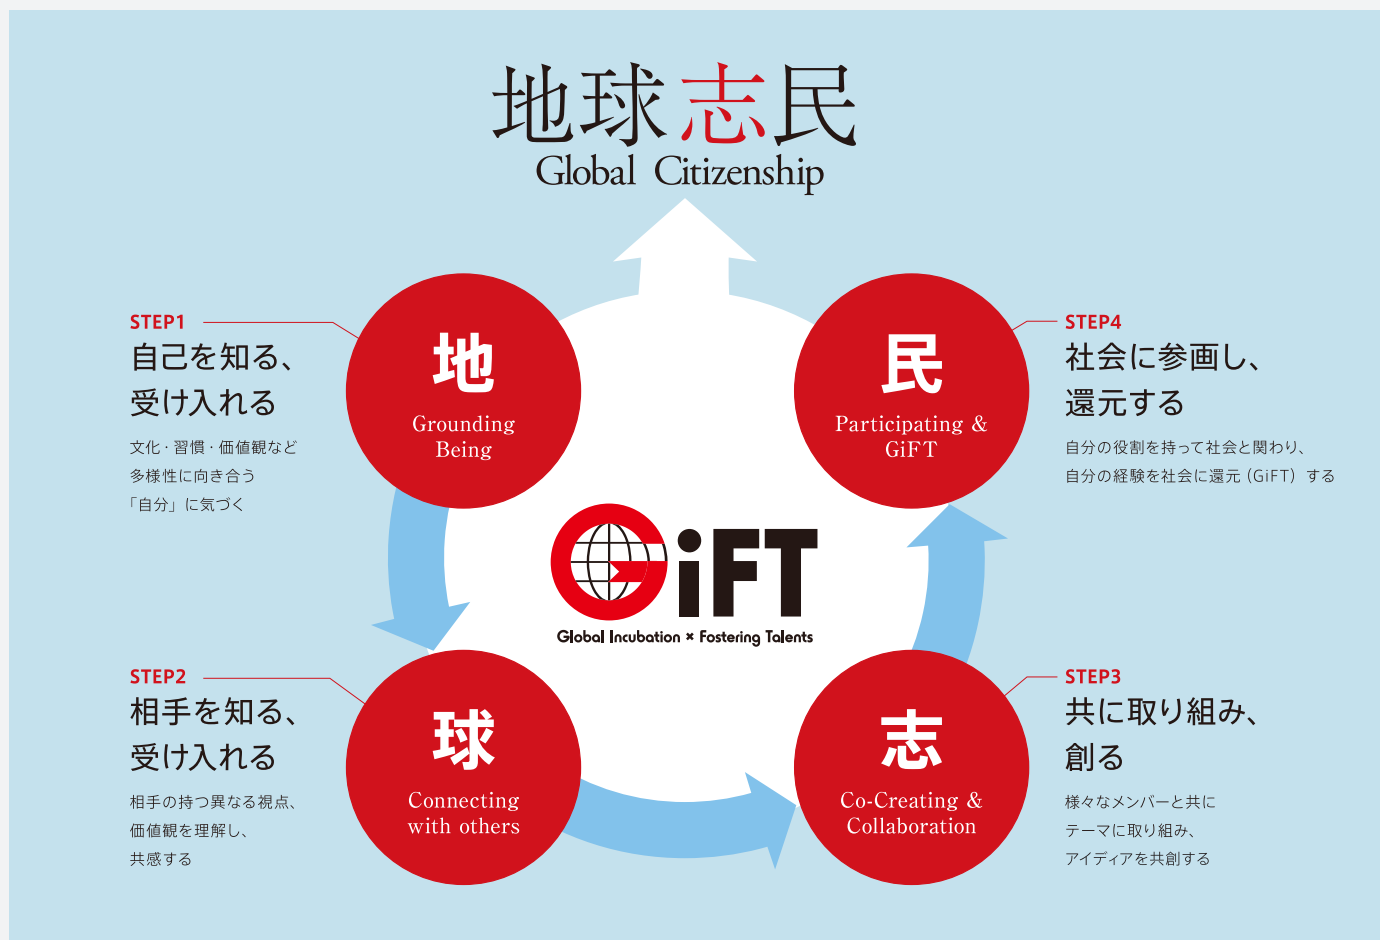 地球志民
Global Citizenship
STEP1
自己を知る、
受け入れる
文化・習慣・価値観など
多様性に向き合う
「自分」に気づく
地
Grounding
Being
STEP2
相手を知る、
受け入れる
相手の持つ異なる視点、
価値観を理解し、
共感する
球
Connecting
with others
STEP3
共に取り組み、
創る
様々なメンバーと共に
テーマに取り組み、
アイディアを共創する
志
Co-Creating &
Collaboration
STEP4
社会に参画し、
還元する
自分の役割を持って社会と関わり、
自分の経験を社会に還元（GiFT）する
民
Participating &
GiFT
GiFT
Global Incubation × Fostering Talents